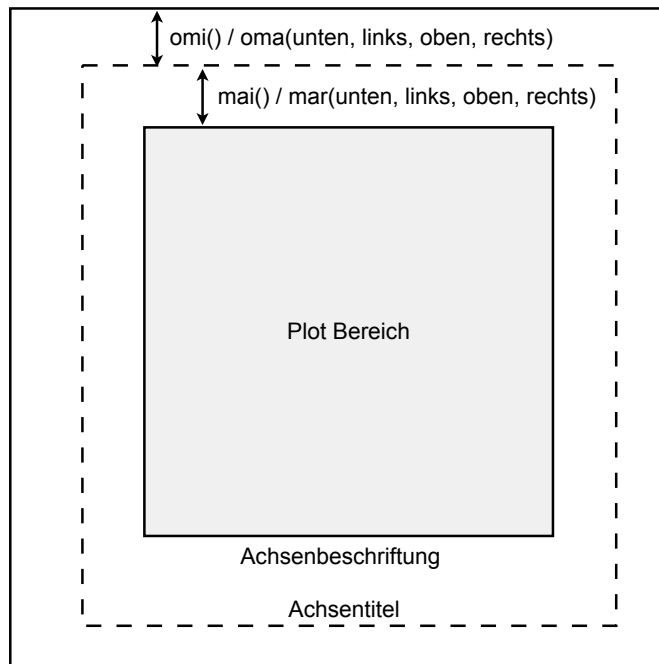 omi() / oma(unten, links, oben, rechts)
mai() / mar(unten, links, oben, rechts)
Plot Bereich
Achsenbeschriftung
Achsentitel